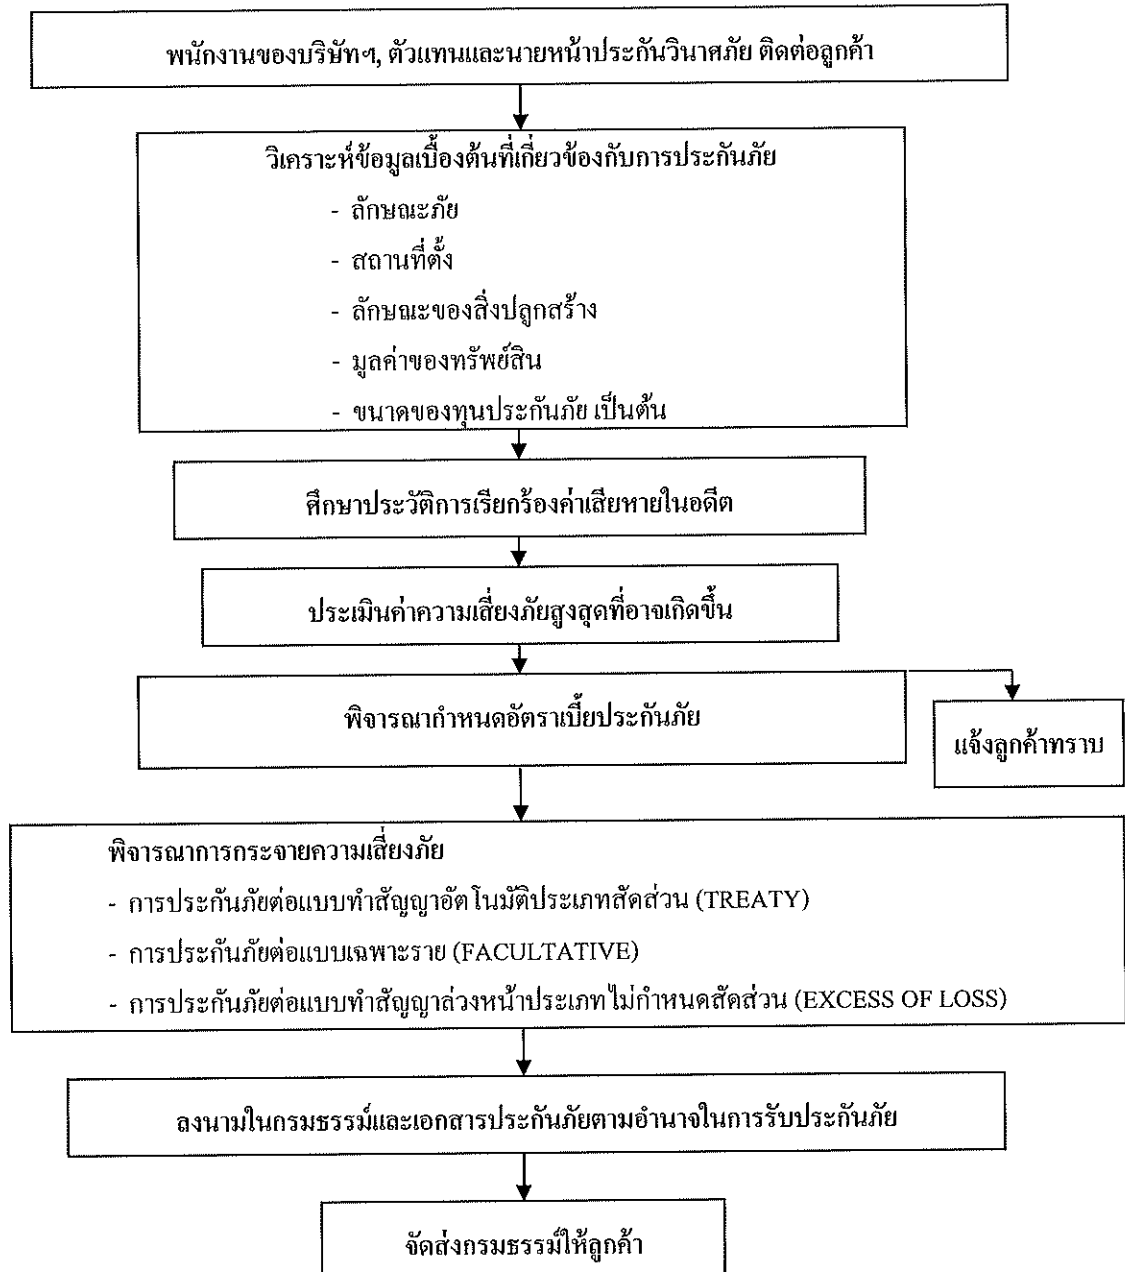 พนักงานของบริษัทฯ, ตัวแทนและนายหน้าประกันวินาศภัย ติดต่อลูกค้า
วิเคราะห์ข้อมูลเบื้องต้นที่เกี่ยวข้องกับการประกันภัย
- ลักษณะภัย
- สถานที่ตั้ง
- ลักษณะของสิ่งปลูกสร้าง
- มูลค่าของทรัพย์สิน
- ขนาดของทุนประกันภัย เป็นต้น
ศึกษาประวัติการเรียกร้องค่าเสียหายในอดีต
ประเมินค่าความเสี่ยงภัยสูงสุดที่อาจเกิดขึ้น
พิจารณากำหนดอัตราเบี้ยประกันภัย
แจ้งลูกค้าทราบ
พิจารณาการกระจายความเสี่ยงภัย
- การประกันภัยต่อแบบทำสัญญาอัตโนมัติประเภทสัดส่วน (TREATY)
- การประกันภัยต่อแบบเฉพาะราย (FACULTATIVE)
- การประกันภัยต่อแบบทำสัญญาล่วงหน้าประเภทไม่กำหนดสัดส่วน (EXCESS OF LOSS)
ลงนามในกรมธรรม์และเอกสารประกันภัยตามอำนาจในการรับประกันภัย
จัดส่งกรมธรรม์ให้ลูกค้า